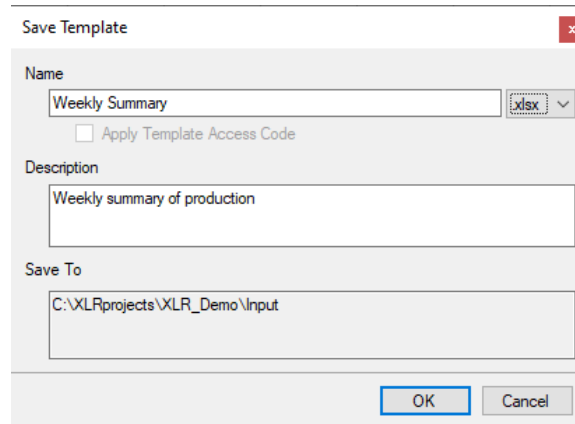 Save Template
x
Name
Weekly Summary
.xlsx
Apply Template Access Code
Description
Weekly summary of production
Save To
C:\XLRprojects\XLR_Demo\Input
OK
Cancel